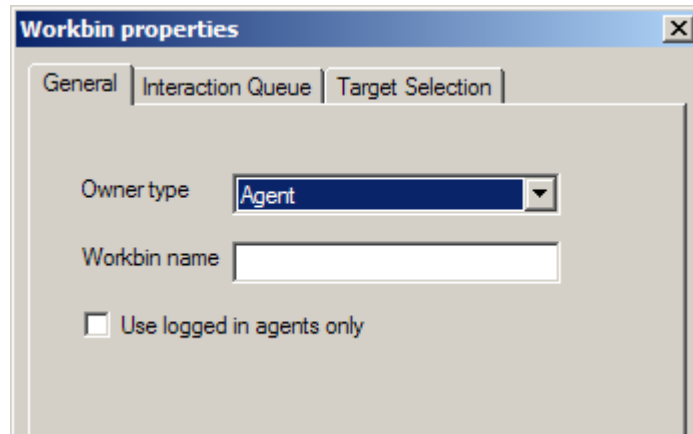 Workbin properties
General Interaction Queue Target Selection
Owner type Agent
Workbin name
Use logged in agents only